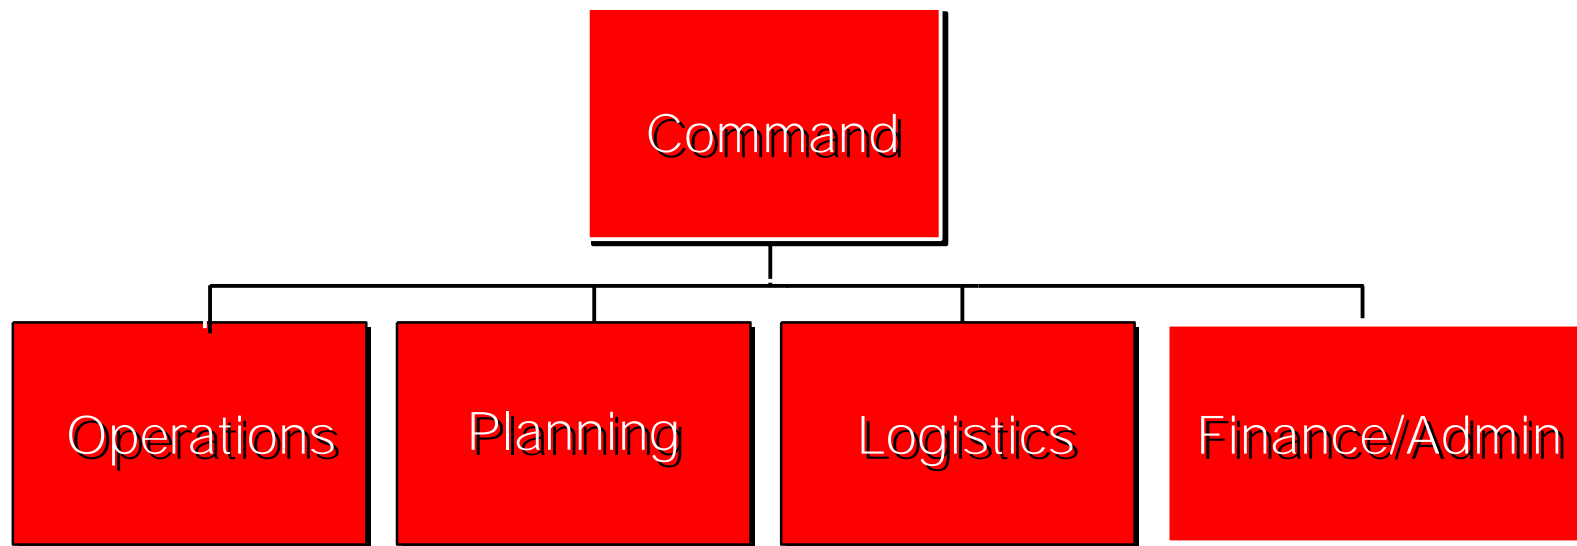 Command
Operations
Planning
Logistics
Finance/Admin